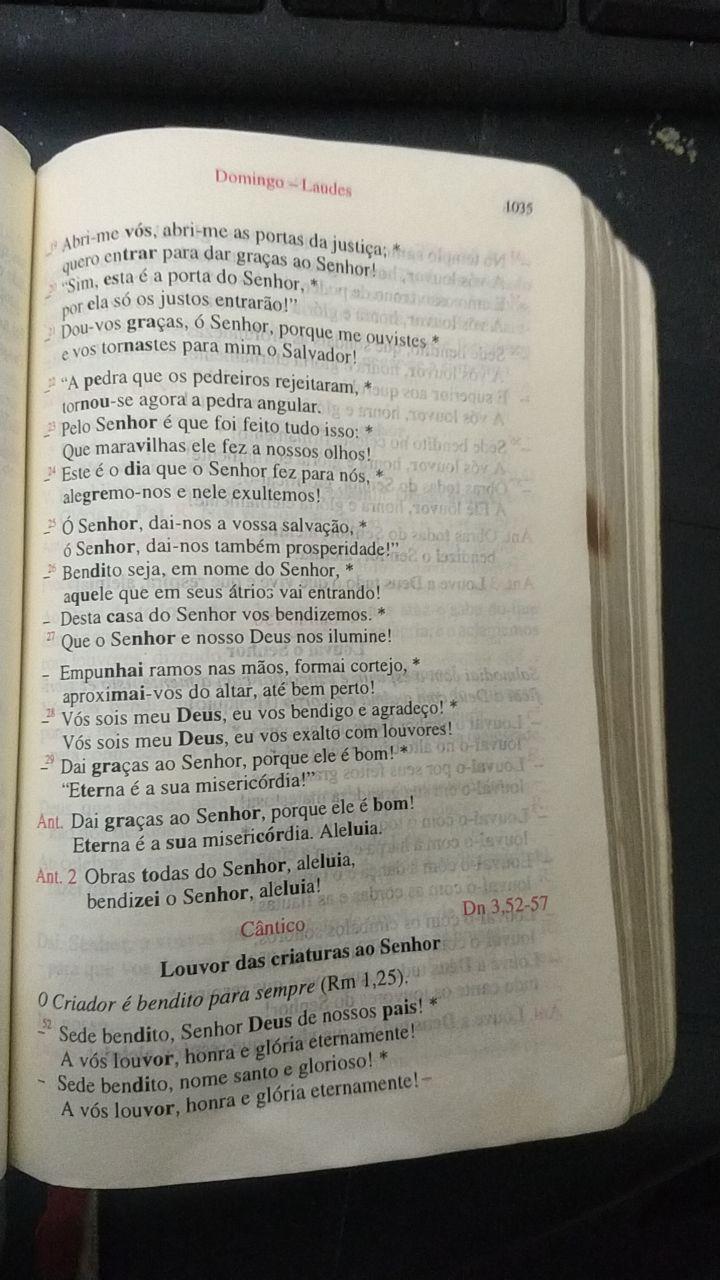 Domingo – Laudes
1035
19 Abri-me vós, abri-me as portas da justiça; *
quero entrar para dar graças ao Senhor!
20 “Sim, esta é a porta do Senhor, *
por ela só os justos entrarão!”
21 Dou-vos graças, ó Senhor, porque me ouvistes *
e vos tornastes para mim o Salvador!
22 “A pedra que os pedreiros rejeitaram, *
tornou-se agora a pedra angular.
23 Pelo Senhor é que foi feito tudo isso: *
Que maravilhas ele fez a nossos olhos!
24 Este é o dia que o Senhor fez para nós, *
alegremo-nos e nele exultemos!
25 Ó Senhor, dai-nos a vossa salvação, *
ó Senhor, dai-nos também prosperidade!”
26 Bendito seja, em nome do Senhor, *
aquele que em seus átrios vai entrando!
– Desta casa do Senhor vos bendizemos. *
27 Que o Senhor e nosso Deus nos ilumine!
– Empunhai ramos nas mãos, formai cortejo, *
aproximai-vos do altar, até bem perto!
28 Vós sois meu Deus, eu vos bendigo e agradeço! *
Vós sois meu Deus, eu vos exalto com louvores!
29 Dai graças ao Senhor, porque ele é bom! *
“Eterna é a sua misericórdia!”
Ant. Dai graças ao Senhor, porque ele é bom!
Eterna é a sua misericórdia. Aleluia.
Ant. 2 Obras todas do Senhor, aleluia,
bendizei o Senhor, aleluia!
Cântico Dn 3,52-57
Louvor das criaturas ao Senhor
O Criador é bendito para sempre (Rm 1,25).
52 Sede bendito, Senhor Deus de nossos pais! *
A vós louvor, honra e glória eternamente!
– Sede bendito, nome santo e glorioso! *
A vós louvor, honra e glória eternamente! –